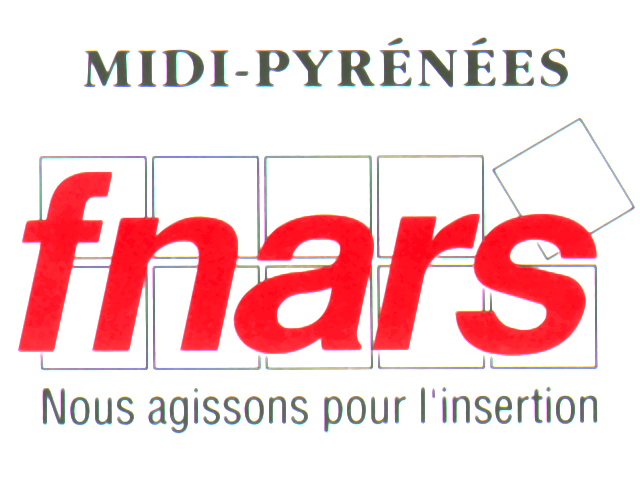 MIDI-PYRÉNÉES
fnars
Nous agissons pour l'insertion